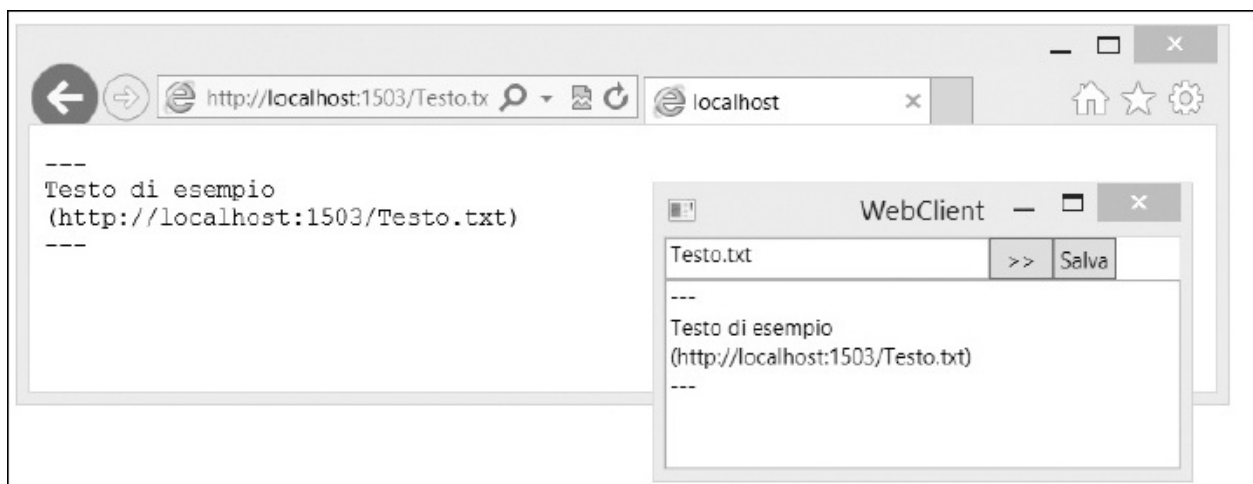 http://localhost:1503/Testo.tx
localhost
---
Testo di esempio
(http://localhost:1503/Testo.txt)
---
WebClient
Testo.txt
>>
Salva
---
Testo di esempio
(http://localhost:1503/Testo.txt)
---